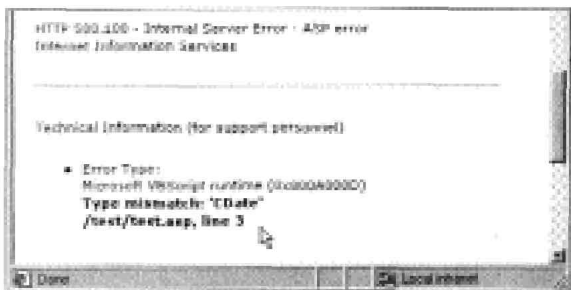 HTTP 500.100 - Internal Server Error - ASP error
Internet Information Services
Technical Information (for support personnel)
• Error Type:
Microsoft VBScript runtime (0x800A000D)
Type mismatch: 'CDate'
/test/test.asp, line 3
Done
Local intranet